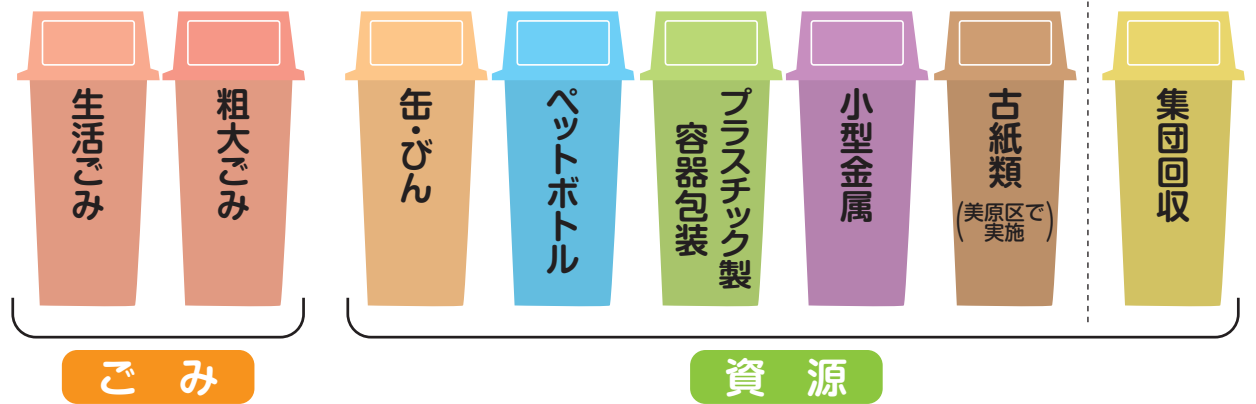 生活ごみ
粗大ごみ
缶・びん
ペットボトル
プラスチック製
容器包装
小型金属
古紙類
(美原区で
実施)
集団回収
ごみ
資源